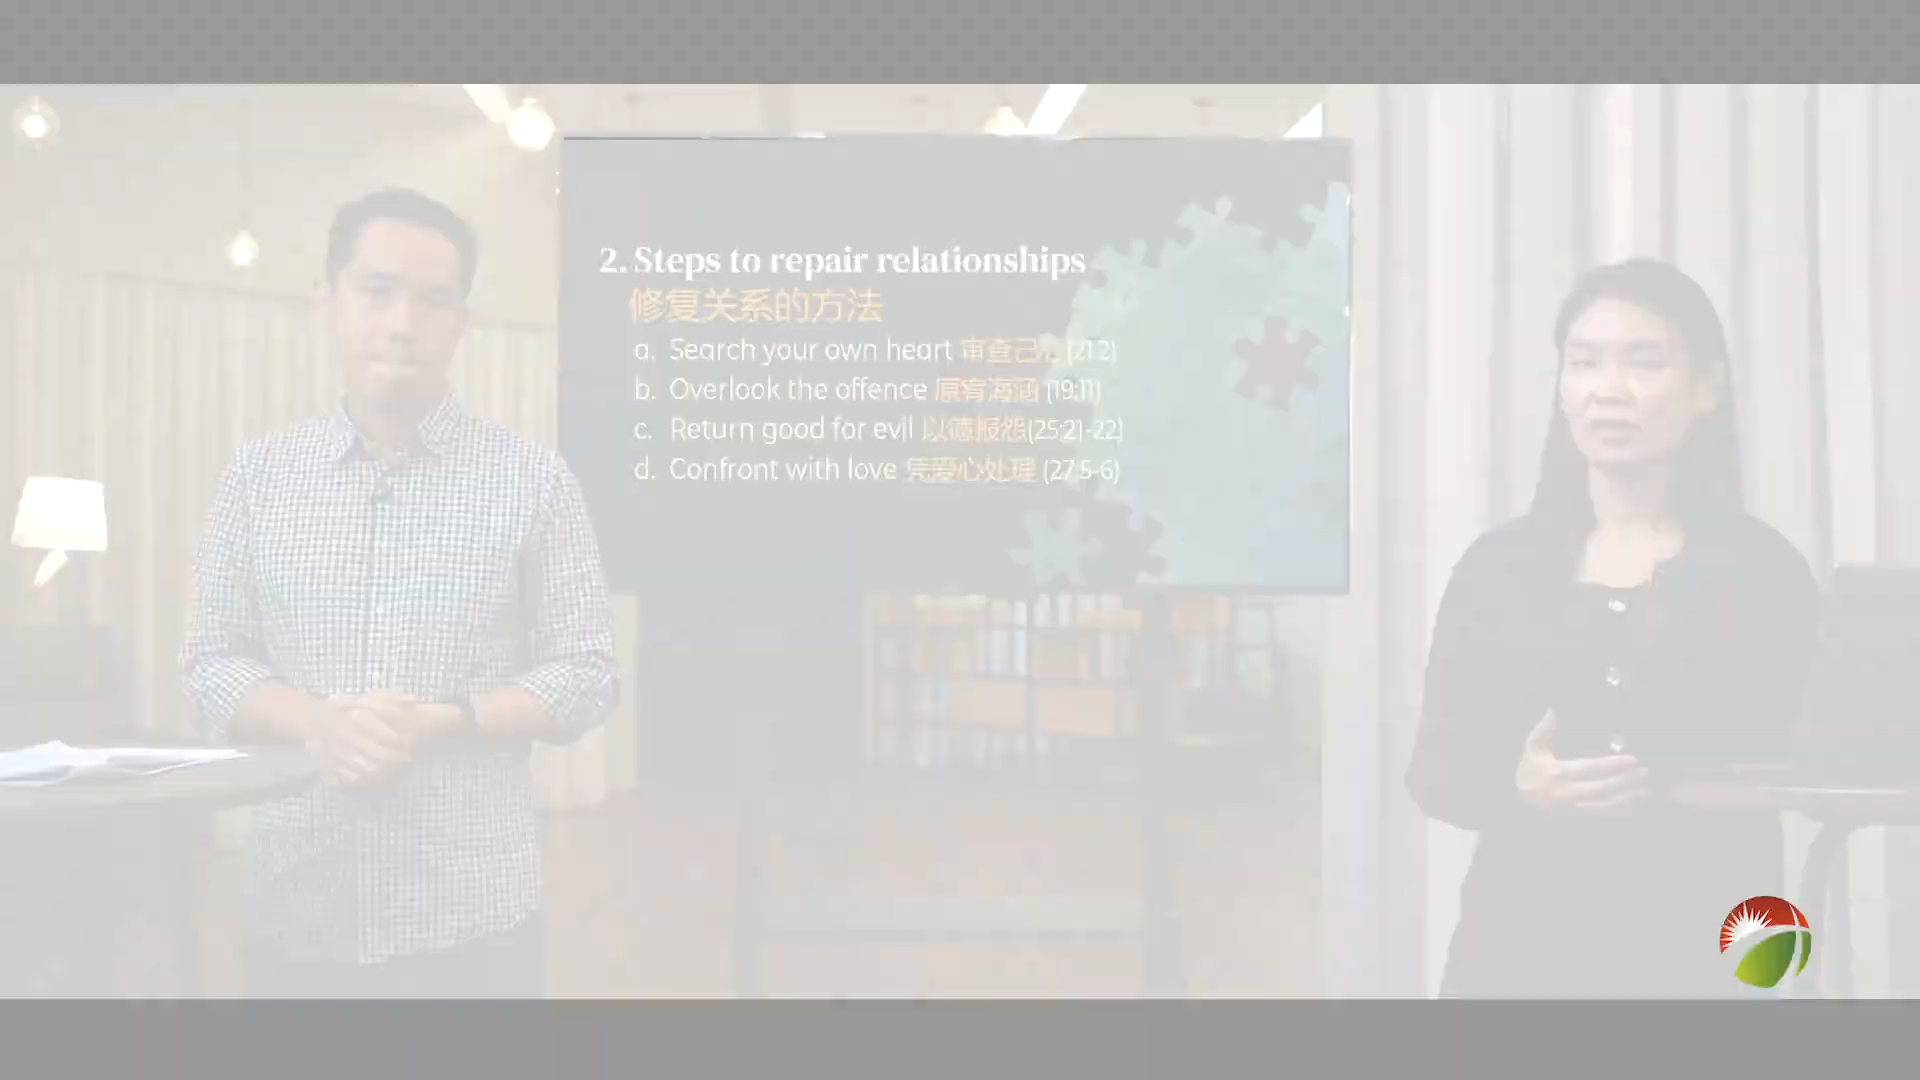 2. Steps to repair relationships
修复关系的方法
a. Search your own heart 审查己心 (21:2)
b. Overlook the offence 原宥海涵 (19:11)
c. Return good for evil 以德报怨(25:21-22)
d. Confront with love 凭爱心处理 (27:5-6)